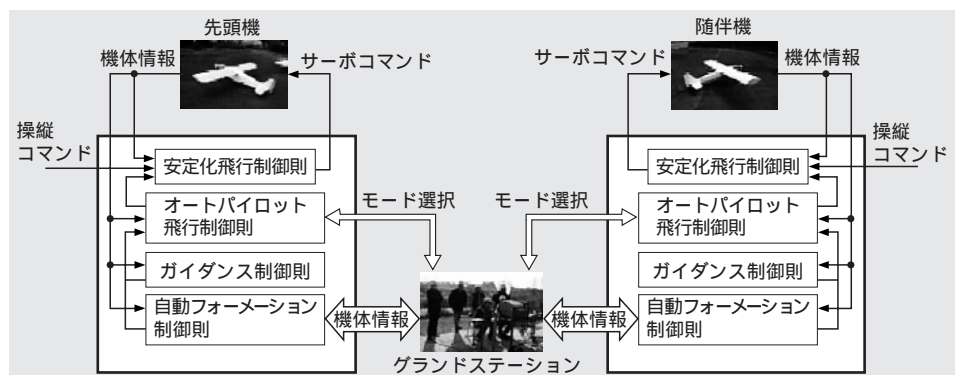 先頭機
機体情報
サーボコマンド
操縦
コマンド
安定化飛行制御則
オートパイロット
飛行制御則
ガイダンス制御則
自動フォーメーション
制御則
モード選択
機体情報
グランドステーション
随伴機
サーボコマンド
機体情報
操縦
コマンド
安定化飛行制御則
オートパイロット
飛行制御則
ガイダンス制御則
自動フォーメーション
制御則
モード選択
機体情報